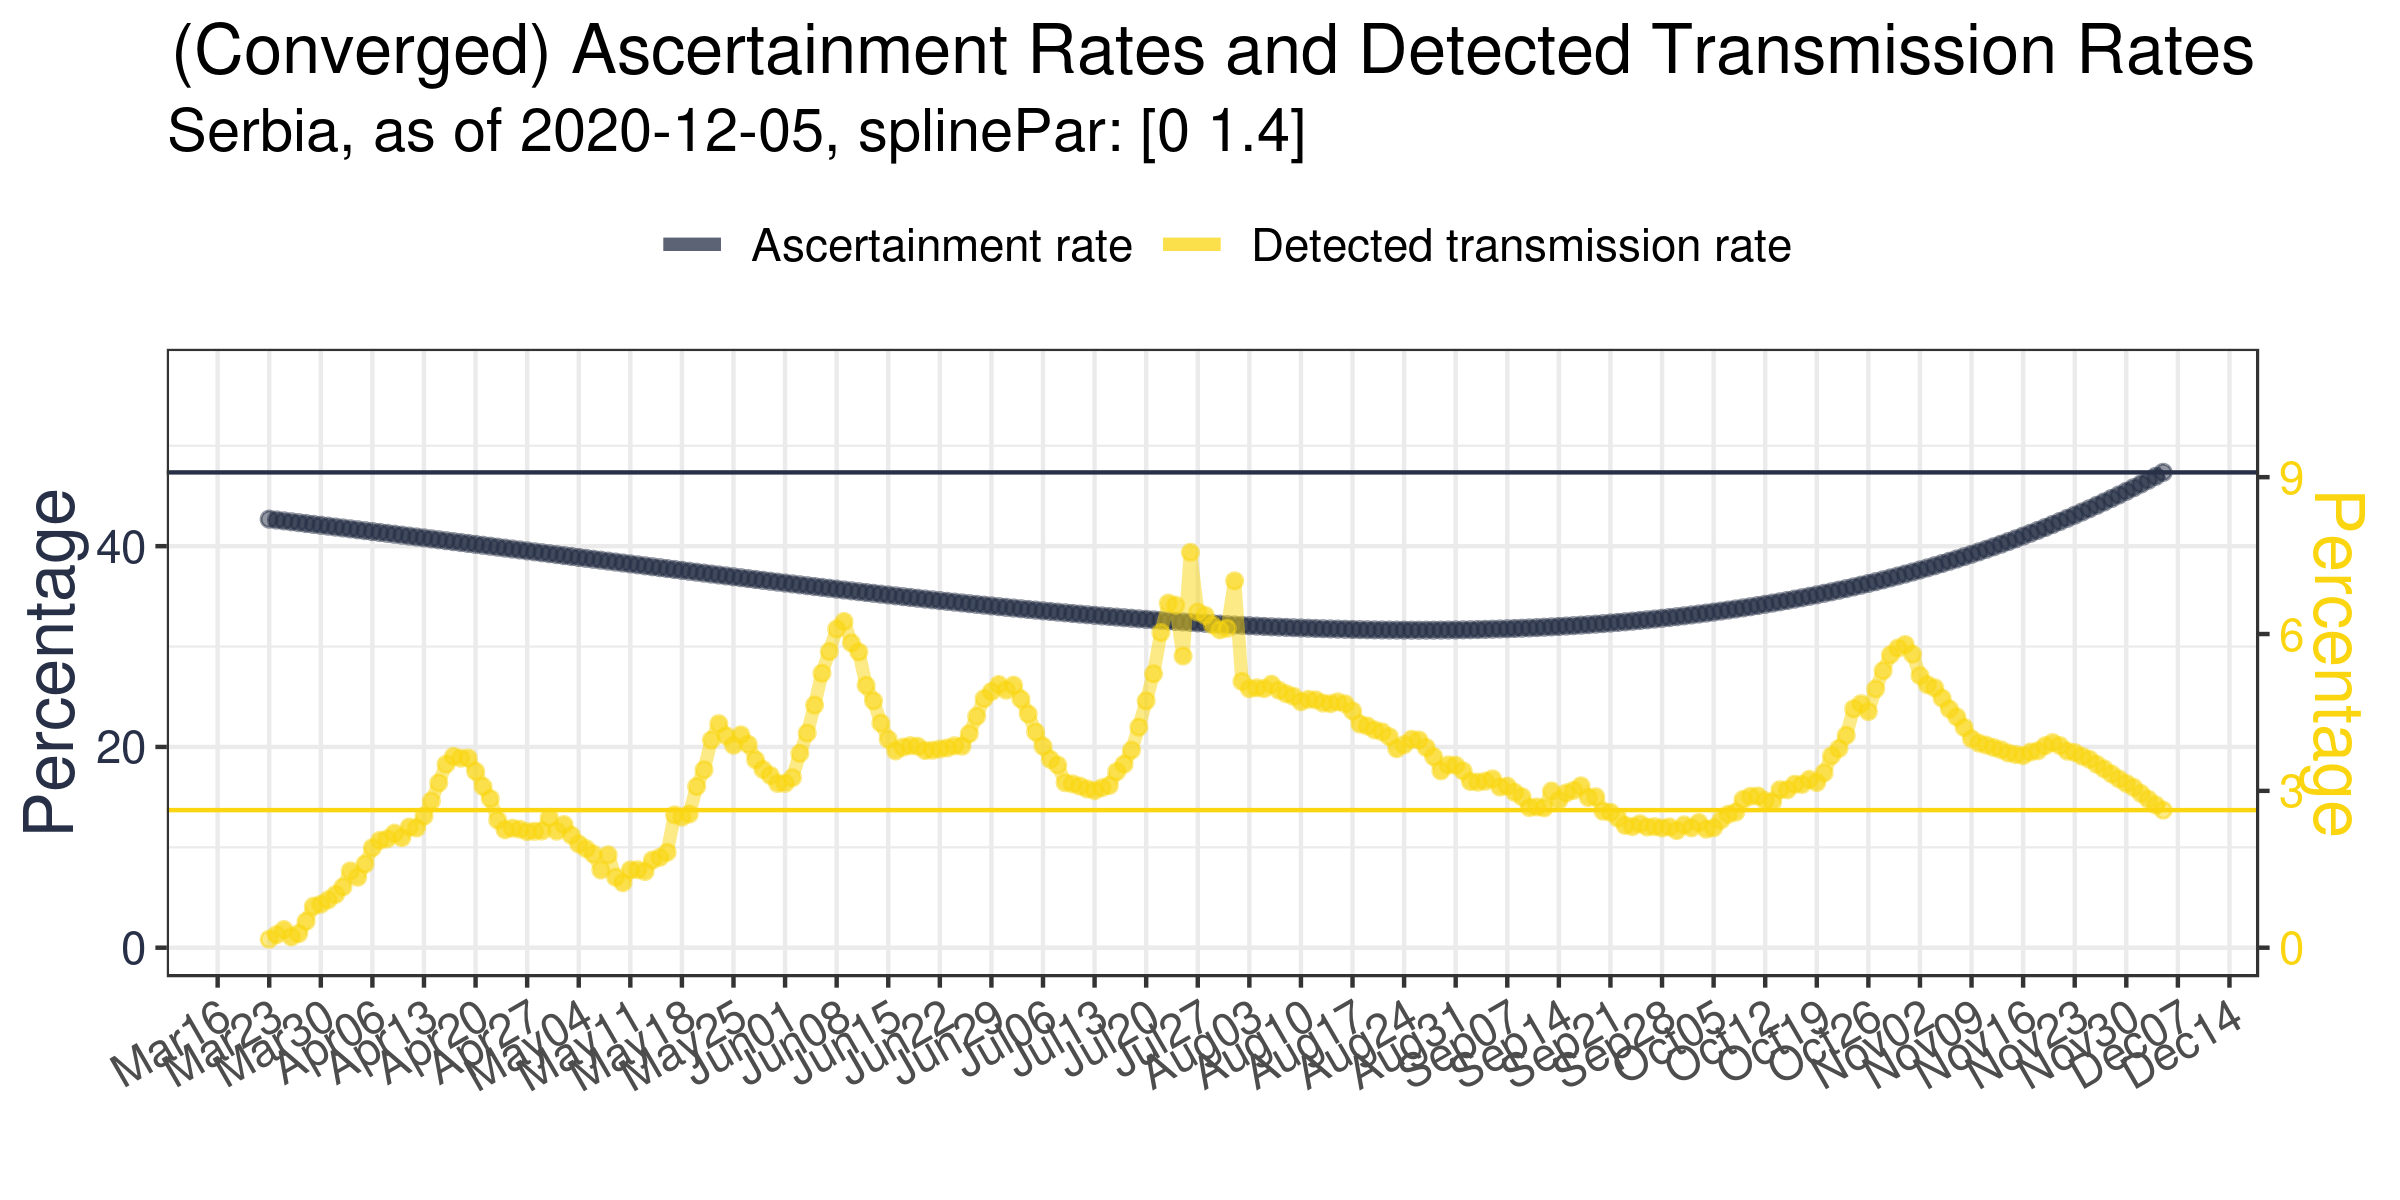 (Converged) Ascertainment Rates and Detected Transmission Rates
Serbia, as of 2020-12-05, splinePar: [0 1.4]
Ascertainment rate
Detected transmission rate
Percentage
40
20
0
9
6
3
0
Percentage
Mar16
Mar23
Mar30
Apr06
Apr13
Apr20
Apr27
May04
May11
May18
May25
Jun01
Jun08
Jun15
Jun22
Jun29
Jul06
Jul13
Jul20
Jul27
Aug03
Aug10
Aug17
Aug24
Aug31
Sep07
Sep14
Sep21
Sep28
Oct05
Oct12
Oct19
Oct26
Nov02
Nov09
Nov16
Nov23
Nov30
Dec07
Dec14